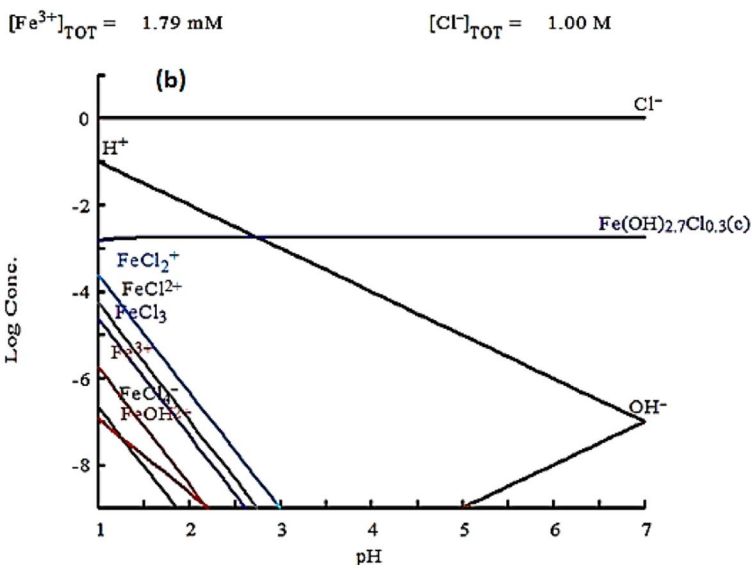 [Fe³⁺]TOT = 1.79 mM [Cl⁻]TOT = 1.00 M
(b)
Cl⁻
0
H⁺
-2
Fe(OH)₂.₇Cl₀.₃(c)
FeCl₂⁺
FeCl²⁺
-4
FeCl₃
Fe³⁺
-6
FeCl₄⁻
OH⁻
FeOH²⁺
-8
Log Conc.
1 2 3 4 5 6 7
pH